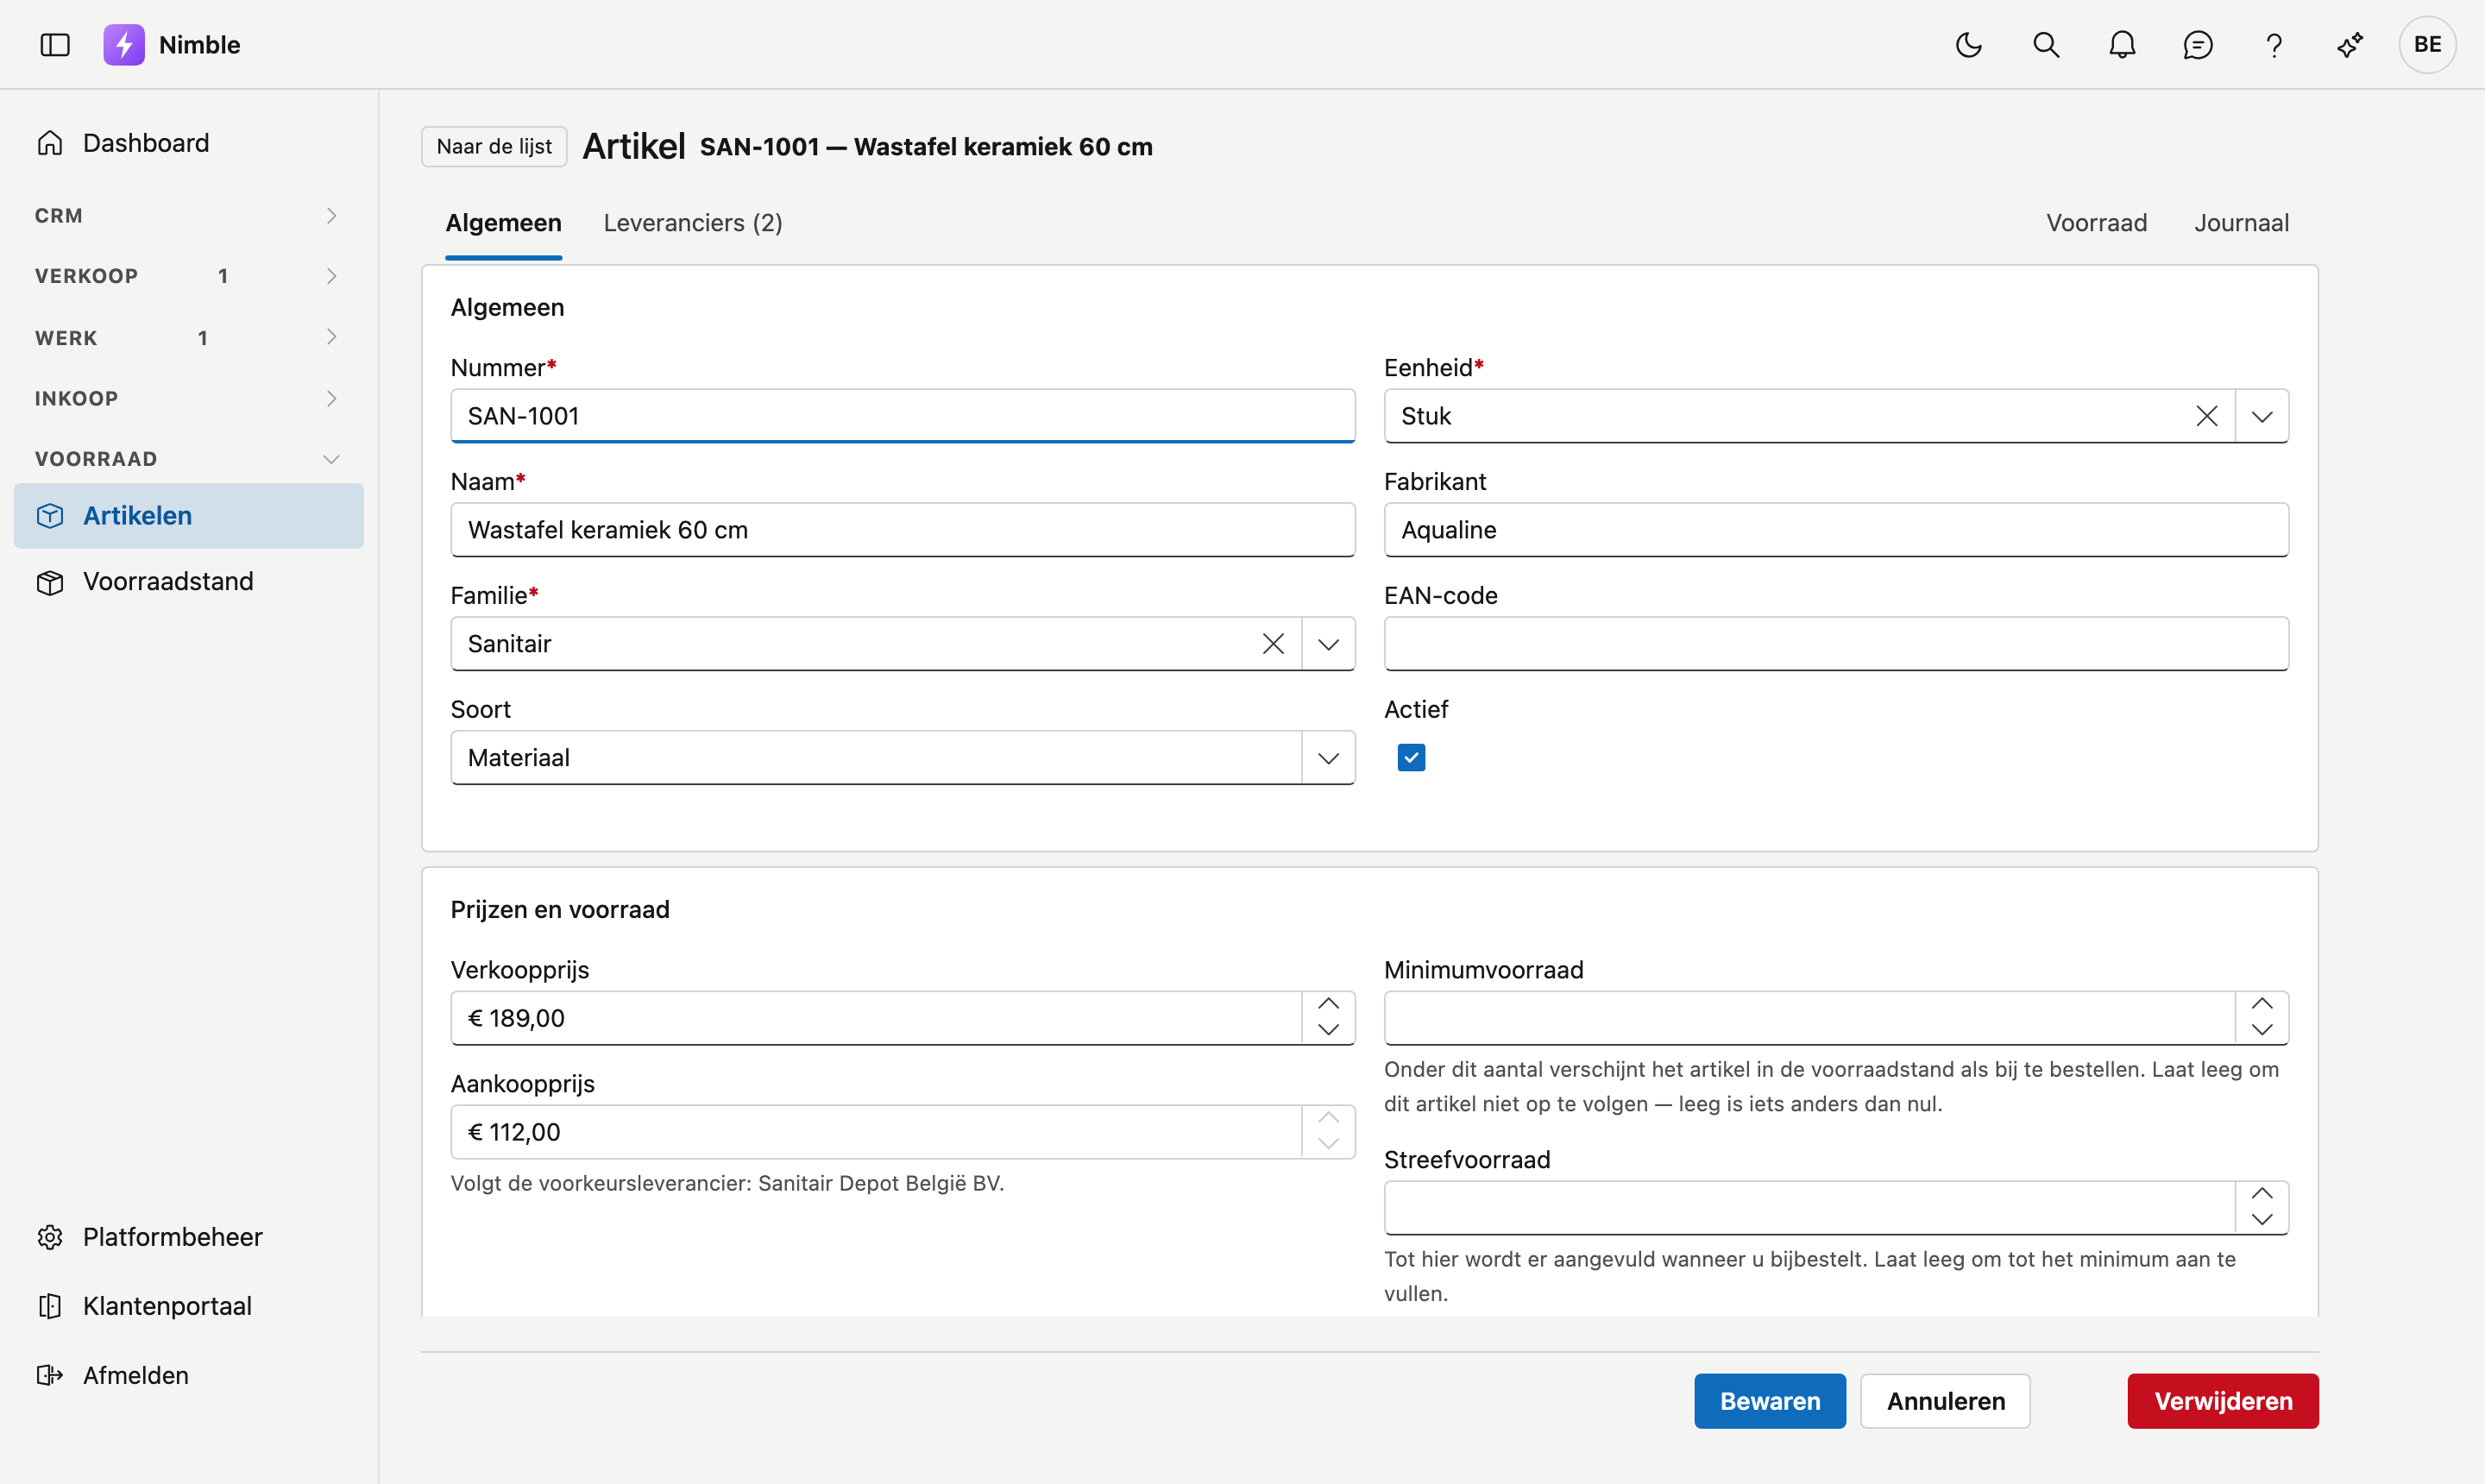 Nimble
BE
Dashboard
CRM
VERKOOP 1
WERK 1
INKOOP
VOORRAAD
Artikelen
Voorraadstand
Platformbeheer
Klantenportaal
Afmelden
Naar de lijst Artikel SAN-1001 — Wastafel keramiek 60 cm
Algemeen Leveranciers (2) Voorraad Journaal
Algemeen
Nummer*
SAN-1001
Naam*
Wastafel keramiek 60 cm
Familie*
Sanitair
Soort
Materiaal
Eenheid*
Stuk
Fabrikant
Aqualine
EAN-code
Actief
Prijzen en voorraad
Verkoopprijs
€ 189,00
Aankoopprijs
€ 112,00
Volgt de voorkeursleverancier: Sanitair Depot België BV.
Minimumvoorraad
Onder dit aantal verschijnt het artikel in de voorraadstand als bij te bestellen. Laat leeg om
dit artikel niet op te volgen — leeg is iets anders dan nul.
Streefvoorraad
Tot hier wordt er aangevuld wanneer u bijbestelt. Laat leeg om tot het minimum aan te
vullen.
Bewaren Annuleren Verwijderen